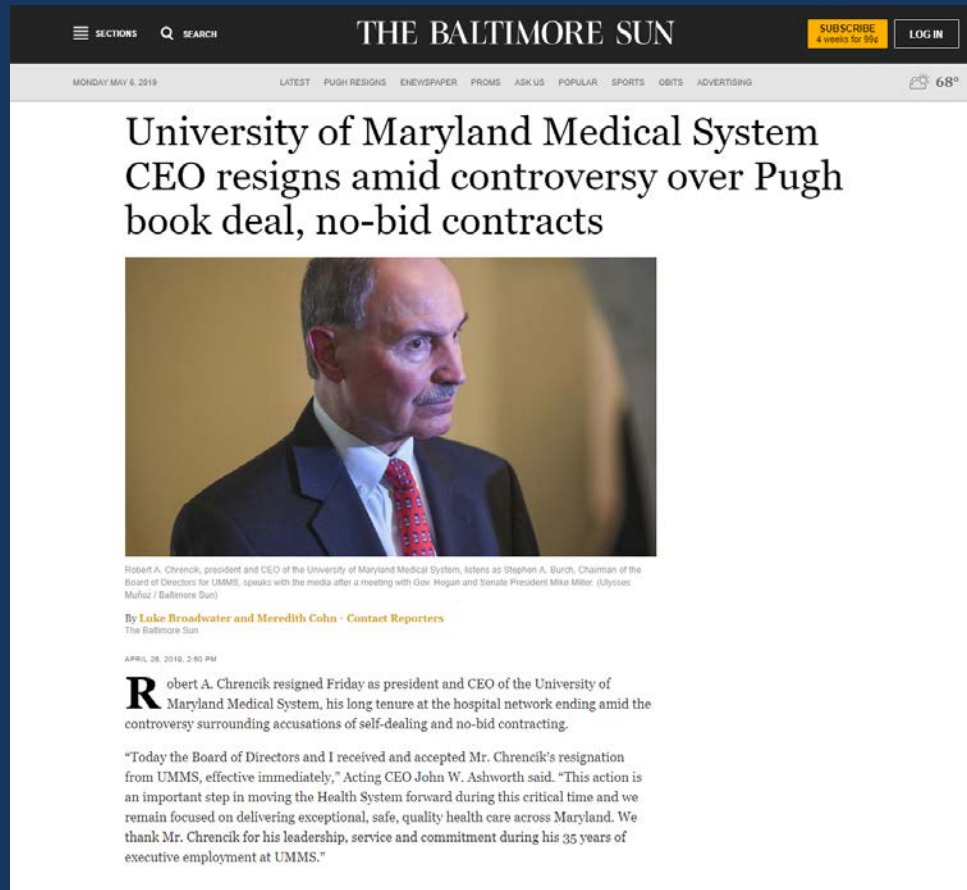 SECTIONS SEARCH THE BALTIMORE SUN SUBSCRIBE LOG IN
4 weeks for 99¢
MONDAY MAY 6, 2019 LATEST PUGH RESIGNS ENEWSPAPER PROMS ASK US POPULAR SPORTS OBITS ADVERTISING 68°
University of Maryland Medical System
CEO resigns amid controversy over Pugh
book deal, no-bid contracts
Robert A. Chrencik, president and CEO of the University of Maryland Medical System, listens as Stephen A. Burch, Chairman of the
Board of Directors for UMMS, speaks with the media after a meeting with Gov. Hogan and Senate President Mike Miller. (Ulysses
Muñoz / Baltimore Sun)
By Luke Broadwater and Meredith Cohn · Contact Reporters
The Baltimore Sun
APRIL 26, 2019, 2:50 PM
Robert A. Chrencik resigned Friday as president and CEO of the University of
Maryland Medical System, his long tenure at the hospital network ending amid the
controversy surrounding accusations of self-dealing and no-bid contracting.
“Today the Board of Directors and I received and accepted Mr. Chrencik’s resignation
from UMMS, effective immediately,” Acting CEO John W. Ashworth said. “This action is
an important step in moving the Health System forward during this critical time and we
remain focused on delivering exceptional, safe, quality health care across Maryland. We
thank Mr. Chrencik for his leadership, service and commitment during his 35 years of
executive employment at UMMS.”